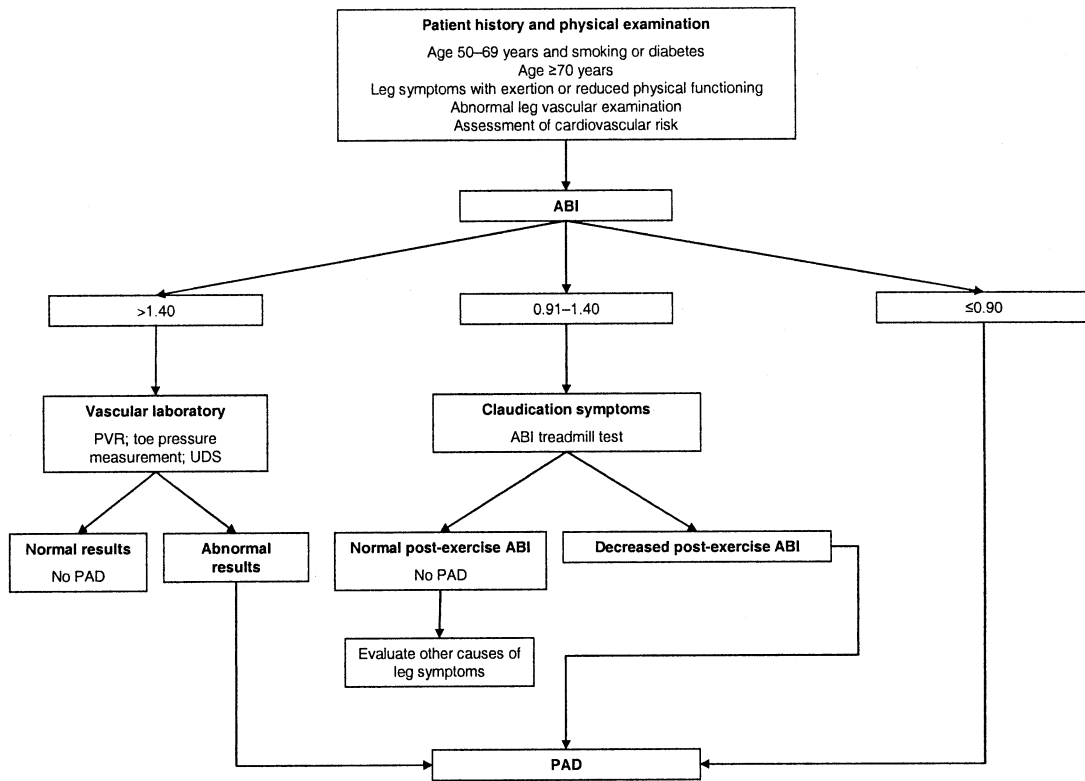 Patient history and physical examination
Age 50–69 years and smoking or diabetes
Age ≥70 years
Leg symptoms with exertion or reduced physical functioning
Abnormal leg vascular examination
Assessment of cardiovascular risk
ABI
>1.40
0.91–1.40
≤0.90
Vascular laboratory
PVR; toe pressure
measurement; UDS
Claudication symptoms
ABI treadmill test
Normal results
No PAD
Abnormal
results
Normal post-exercise ABI
No PAD
Decreased post-exercise ABI
Evaluate other causes of
leg symptoms
PAD